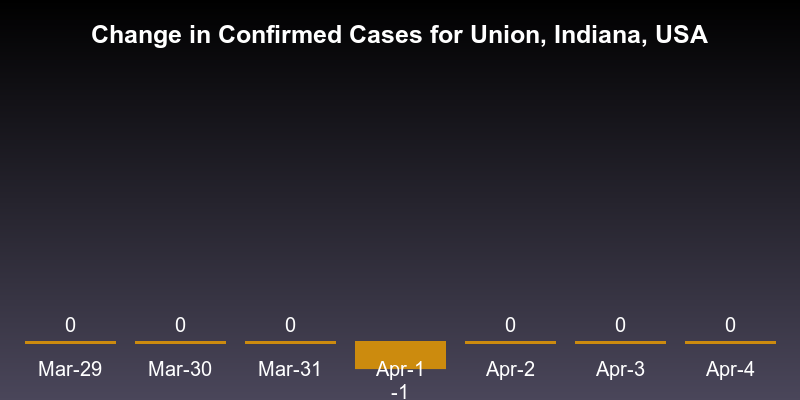 Change in Confirmed Cases for Union, Indiana, USA
0 0 0 0 0 0
Mar-29 Mar-30 Mar-31 Apr-1 Apr-2 Apr-3 Apr-4
-1